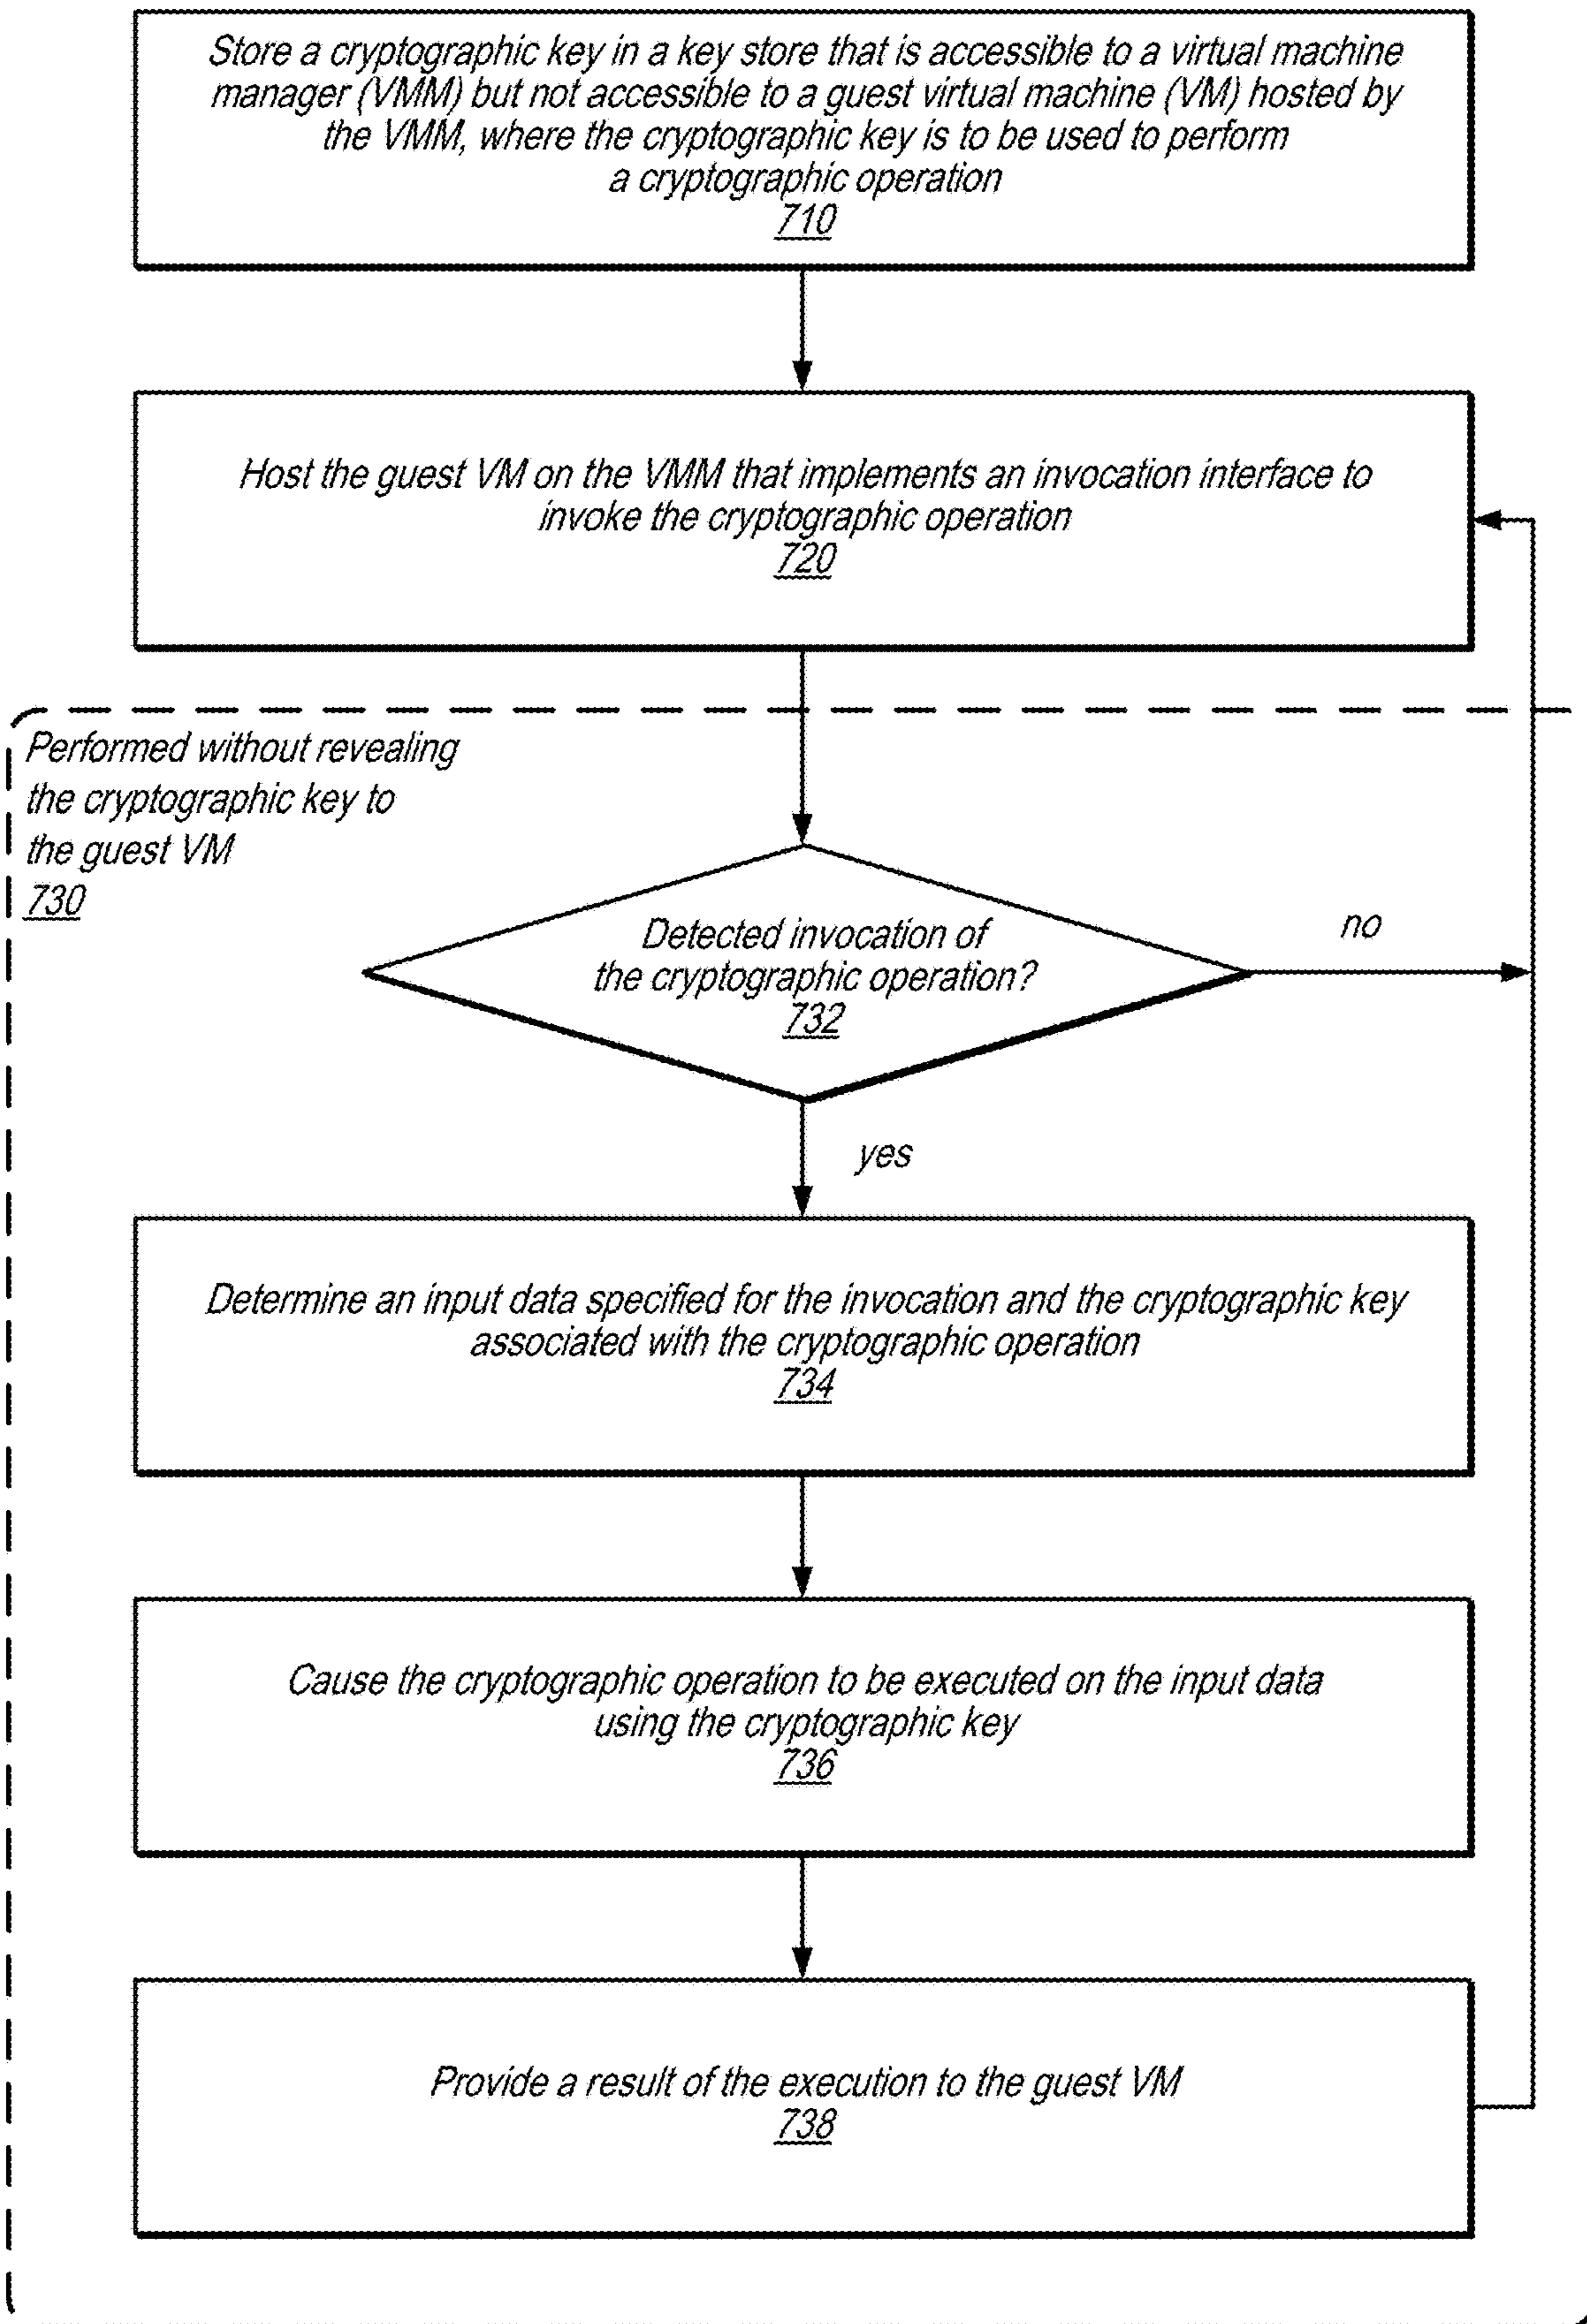 Store a cryptographic key in a key store that is accessible to a virtual machine
manager (VMM) but not accessible to a guest virtual machine (VM) hosted by
the VMM, where the cryptographic key is to be used to perform
a cryptographic operation
710
Host the guest VM on the VMM that implements an invocation interface to
invoke the cryptographic operation
720
Performed without revealing
the cryptographic key to
the guest VM
730
Detected invocation of
the cryptographic operation?
732
no
yes
Determine an input data specified for the invocation and the cryptographic key
associated with the cryptographic operation
734
Cause the cryptographic operation to be executed on the input data
using the cryptographic key
736
Provide a result of the execution to the guest VM
738